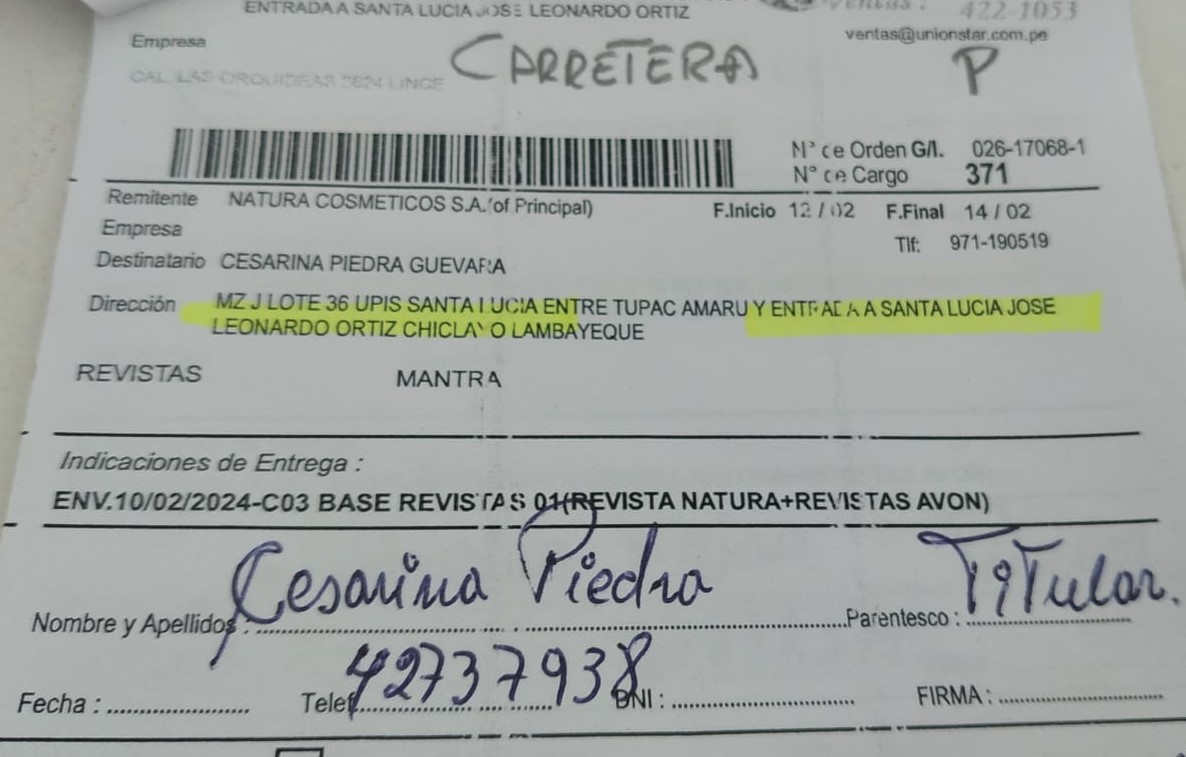 ENTRADA A SANTA LUCIA JOSE LEONARDO ORTIZ
ventas : 422-1053
Empresa CARRETERA ventas@unionstar.com.pe
CAL. LAS ORQUIDEAS LINCE P
N° de Orden G/I. 026-17068-1
N° de Cargo 371
Remitente NATURA COSMETICOS S.A.(of Principal) F.Inicio 12 / 02 F.Final 14 / 02
Empresa Tlf: 971-190519
Destinatario CESARINA PIEDRA GUEVARA
Dirección MZ J LOTE 36 UPIS SANTA LUCIA ENTRE TUPAC AMARU Y ENTRADA A SANTA LUCIA JOSE
LEONARDO ORTIZ CHICLAYO LAMBAYEQUE
REVISTAS MANTRA
Indicaciones de Entrega :
ENV.10/02/2024-C03 BASE REVISTAS 01(REVISTA NATURA+REVISTAS AVON)
Nombre y Apellidos : Cesarina Piedra Parentesco : Titular.
Fecha : Telef 42737938 DNI : FIRMA :